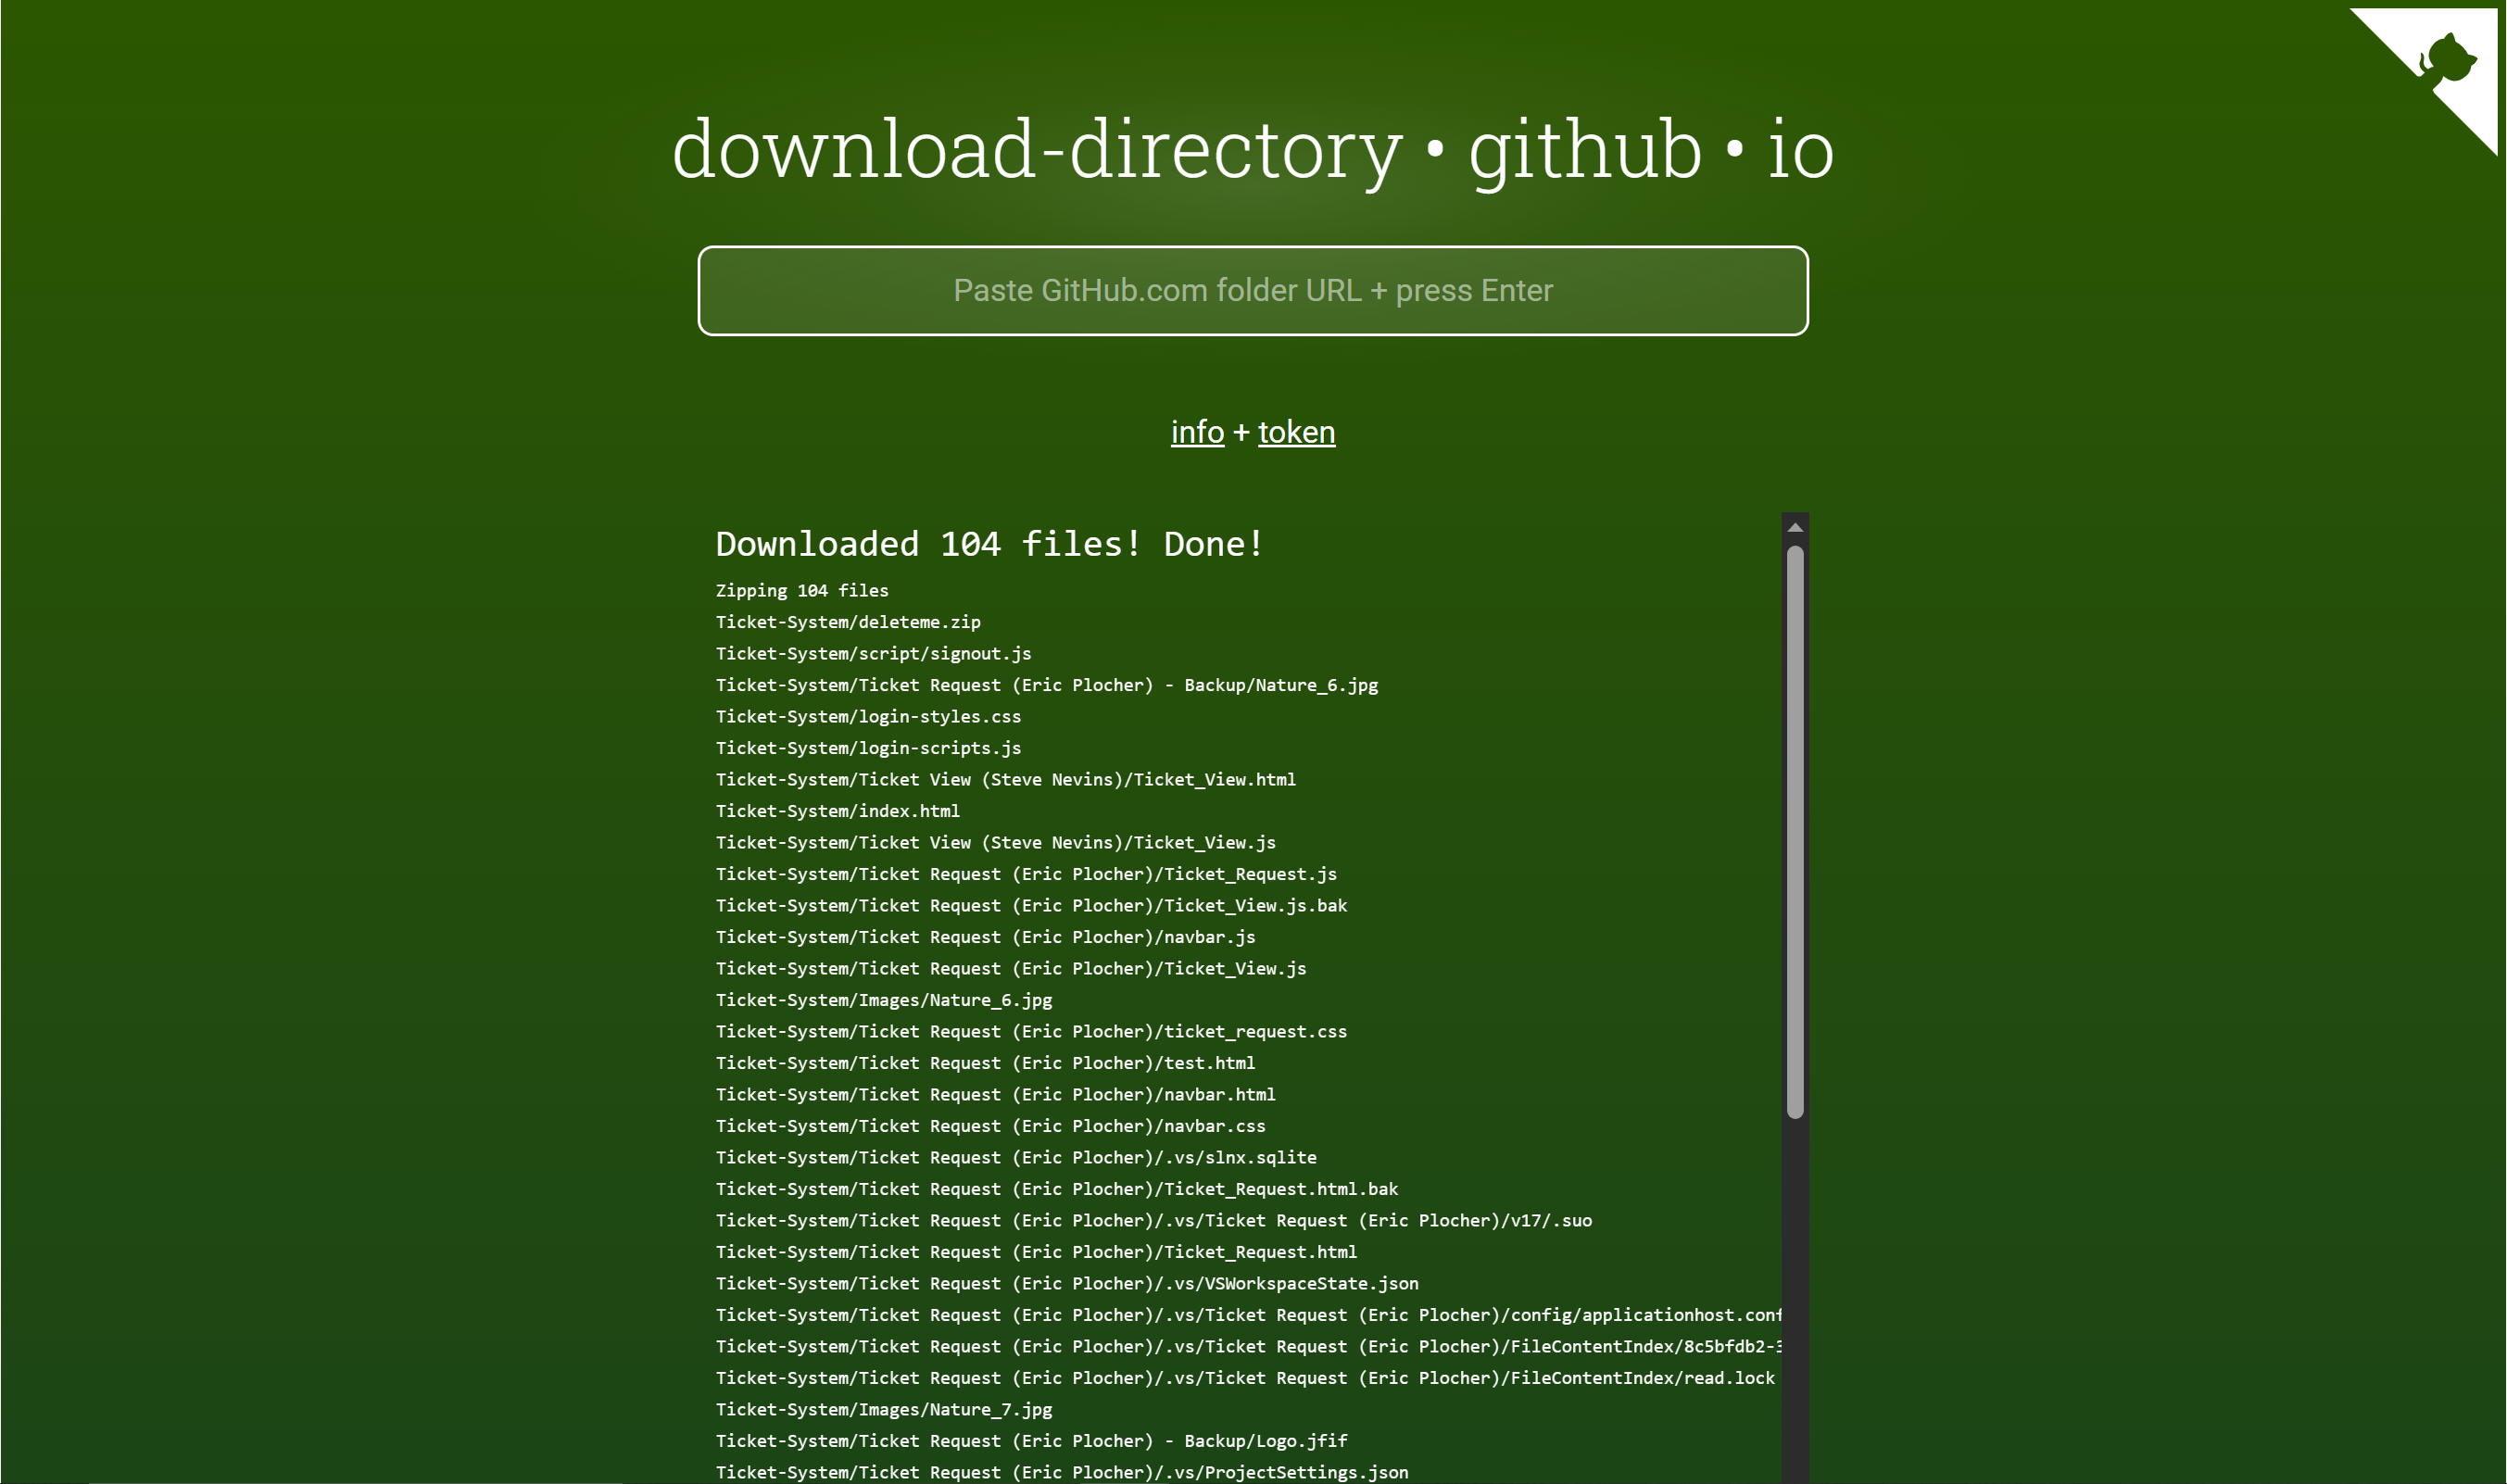 download-directory • github • io
Paste GitHub.com folder URL + press Enter
info + token
Downloaded 104 files! Done!
Zipping 104 files
Ticket-System/deleteme.zip
Ticket-System/script/signout.js
Ticket-System/Ticket Request (Eric Plocher) - Backup/Nature_6.jpg
Ticket-System/login-styles.css
Ticket-System/login-scripts.js
Ticket-System/Ticket View (Steve Nevins)/Ticket_View.html
Ticket-System/index.html
Ticket-System/Ticket View (Steve Nevins)/Ticket_View.js
Ticket-System/Ticket Request (Eric Plocher)/Ticket_Request.js
Ticket-System/Ticket Request (Eric Plocher)/Ticket_View.js.bak
Ticket-System/Ticket Request (Eric Plocher)/navbar.js
Ticket-System/Ticket Request (Eric Plocher)/Ticket_View.js
Ticket-System/Images/Nature_6.jpg
Ticket-System/Ticket Request (Eric Plocher)/ticket_request.css
Ticket-System/Ticket Request (Eric Plocher)/test.html
Ticket-System/Ticket Request (Eric Plocher)/navbar.html
Ticket-System/Ticket Request (Eric Plocher)/navbar.css
Ticket-System/Ticket Request (Eric Plocher)/.vs/slnx.sqlite
Ticket-System/Ticket Request (Eric Plocher)/Ticket_Request.html.bak
Ticket-System/Ticket Request (Eric Plocher)/.vs/Ticket Request (Eric Plocher)/v17/.suo
Ticket-System/Ticket Request (Eric Plocher)/Ticket_Request.html
Ticket-System/Ticket Request (Eric Plocher)/.vs/VSWorkspaceState.json
Ticket-System/Ticket Request (Eric Plocher)/.vs/Ticket Request (Eric Plocher)/config/applicationhost.conf
Ticket-System/Ticket Request (Eric Plocher)/.vs/Ticket Request (Eric Plocher)/FileContentIndex/8c5bfdb2-3
Ticket-System/Ticket Request (Eric Plocher)/.vs/Ticket Request (Eric Plocher)/FileContentIndex/read.lock
Ticket-System/Images/Nature_7.jpg
Ticket-System/Ticket Request (Eric Plocher) - Backup/Logo.jfif
Ticket-System/Ticket Request (Eric Plocher)/.vs/ProjectSettings.json